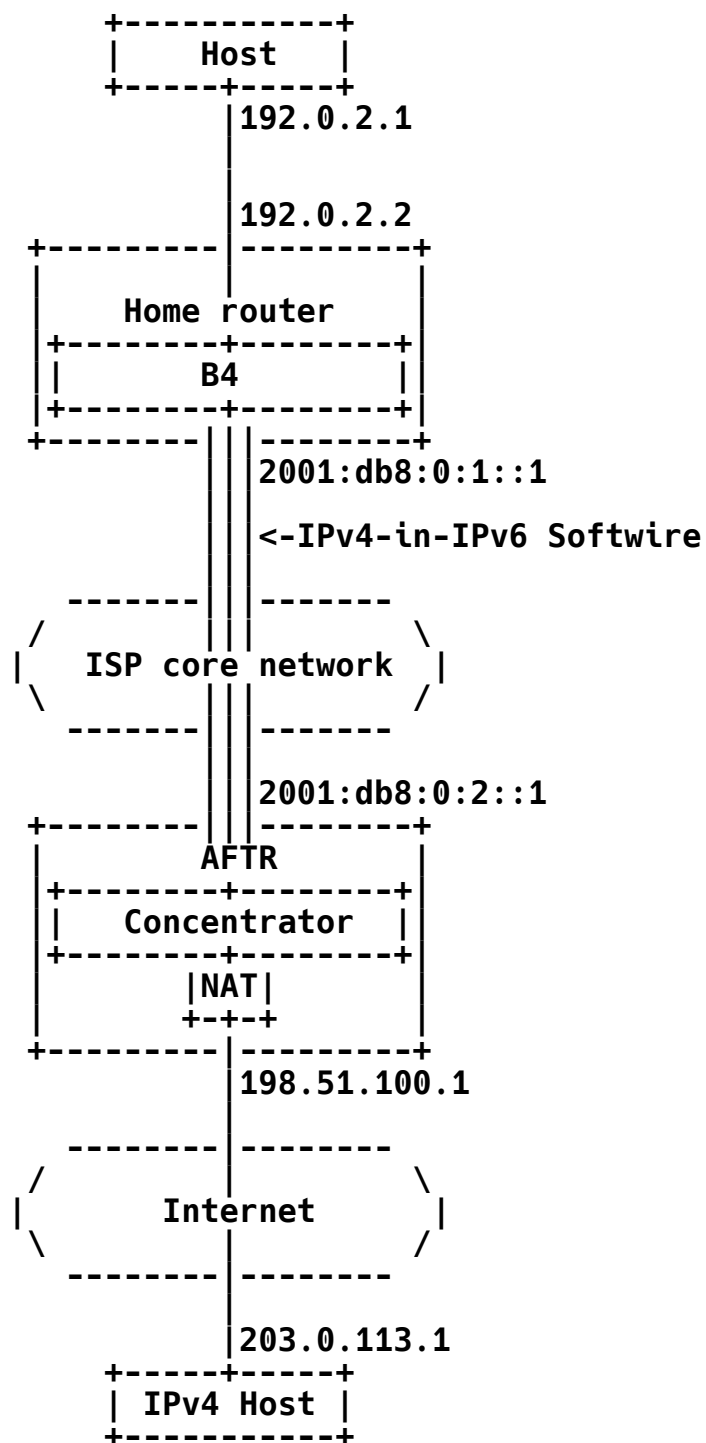 Host
192.0.2.1
192.0.2.2
Home router
B4
2001:db8:0:1::1
<-IPv4-in-IPv6 Softwire
ISP core network
2001:db8:0:2::1
AFTR
Concentrator
NAT
198.51.100.1
Internet
203.0.113.1
IPv4 Host